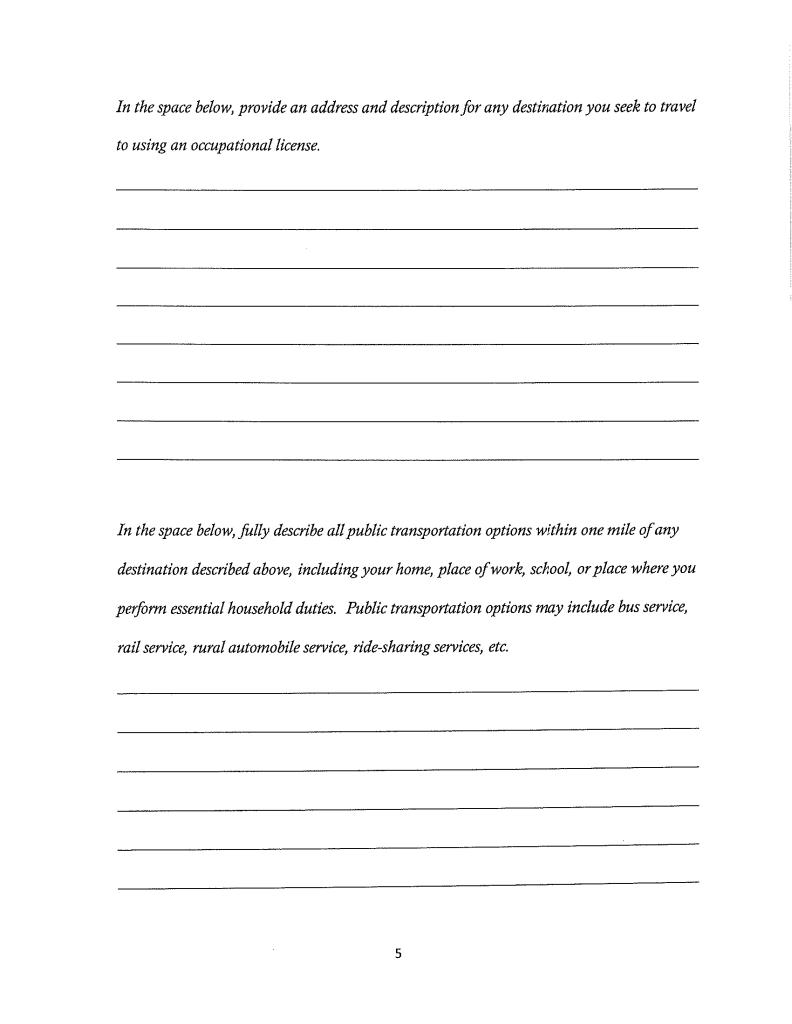 In the space below, provide an address and description for any destination you seek to travel
to using an occupational license.
In the space below, fully describe all public transportation options within one mile of any
destination described above, including your home, place of work, school, or place where you
perform essential household duties. Public transportation options may include bus service,
rail service, rural automobile service, ride-sharing services, etc.
5